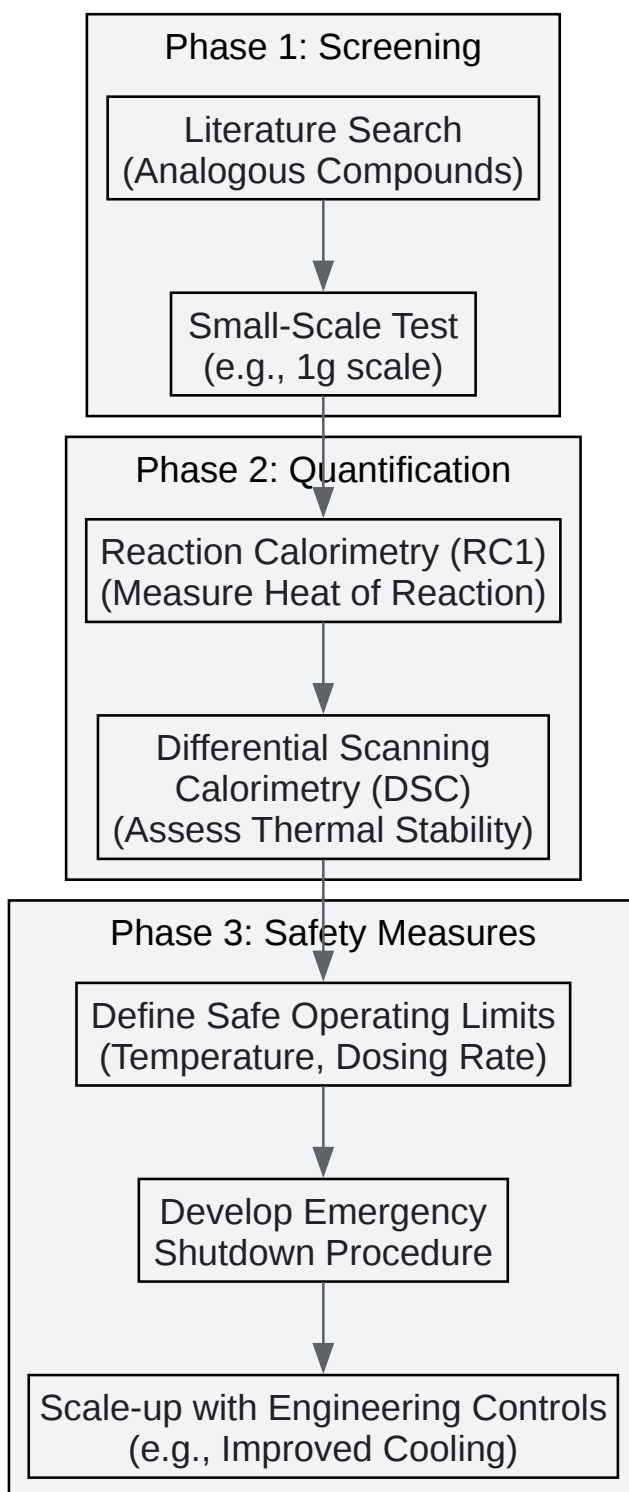 Phase 1: Screening
Literature Search
(Analogous Compounds)
Small-Scale Test
(e.g., 1g scale)
Phase 2: Quantification
Reaction Calorimetry (RC1)
(Measure Heat of Reaction)
Differential Scanning
Calorimetry (DSC)
(Assess Thermal Stability)
Phase 3: Safety Measures
Define Safe Operating Limits
(Temperature, Dosing Rate)
Develop Emergency
Shutdown Procedure
Scale-up with Engineering Controls
(e.g., Improved Cooling)